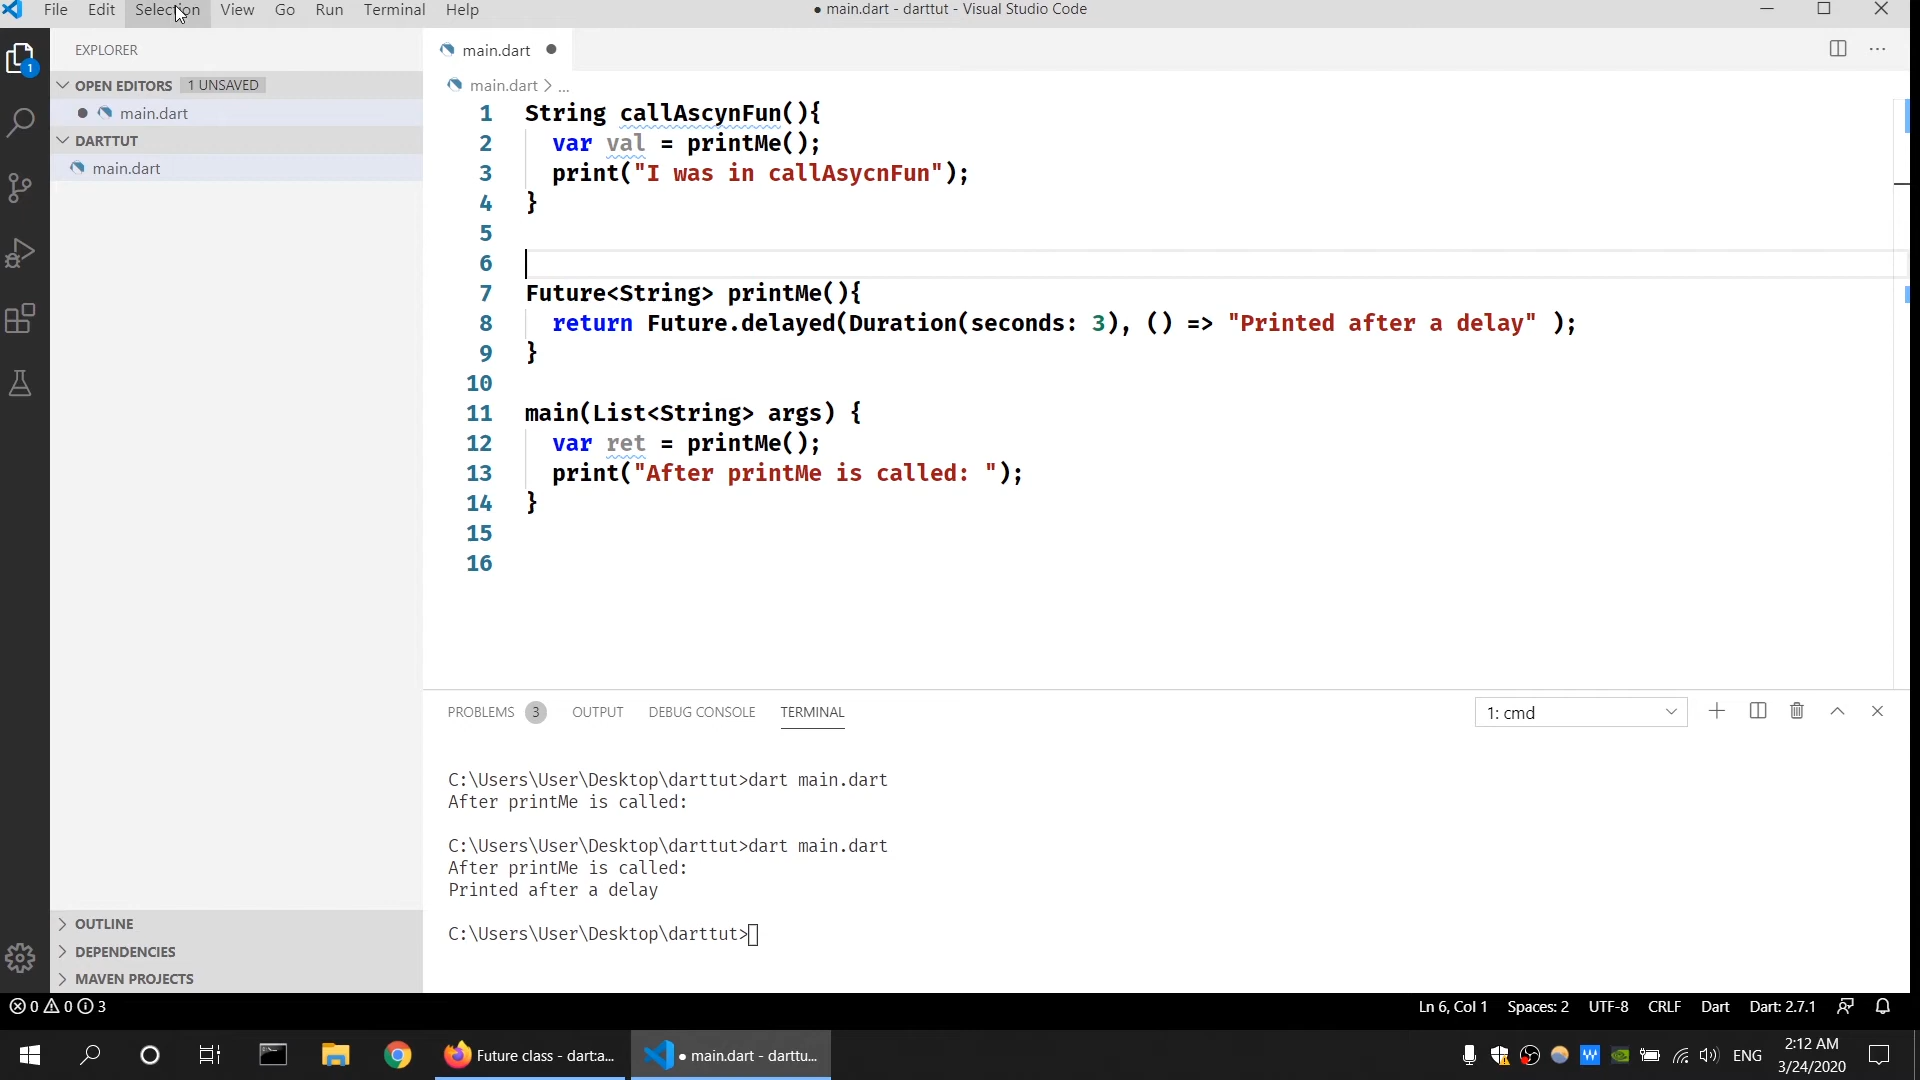 File Edit Selection View Go Run Terminal Help
● main.dart - darttut - Visual Studio Code
EXPLORER
1
OPEN EDITORS 1 UNSAVED
main.dart
DARTTUT
main.dart
OUTLINE
DEPENDENCIES
MAVEN PROJECTS
main.dart
main.dart > ...
1 String callAscynFun(){
2 var val = printMe();
3 print("I was in callAsycnFun");
4 }
5
6
7 Future<String> printMe(){
8 return Future.delayed(Duration(seconds: 3), () => "Printed after a delay" );
9 }
10
11 main(List<String> args) {
12 var ret = printMe();
13 print("After printMe is called: ");
14 }
15
16
PROBLEMS 3 OUTPUT DEBUG CONSOLE TERMINAL 1: cmd
C:\Users\User\Desktop\darttut>dart main.dart
After printMe is called:
C:\Users\User\Desktop\darttut>dart main.dart
After printMe is called:
Printed after a delay
C:\Users\User\Desktop\darttut>
0 0 3 Ln 6, Col 1 Spaces: 2 UTF-8 CRLF Dart Dart: 2.7.1
Future class - dart:a... ● main.dart - darttu... ENG 2:12 AM
3/24/2020